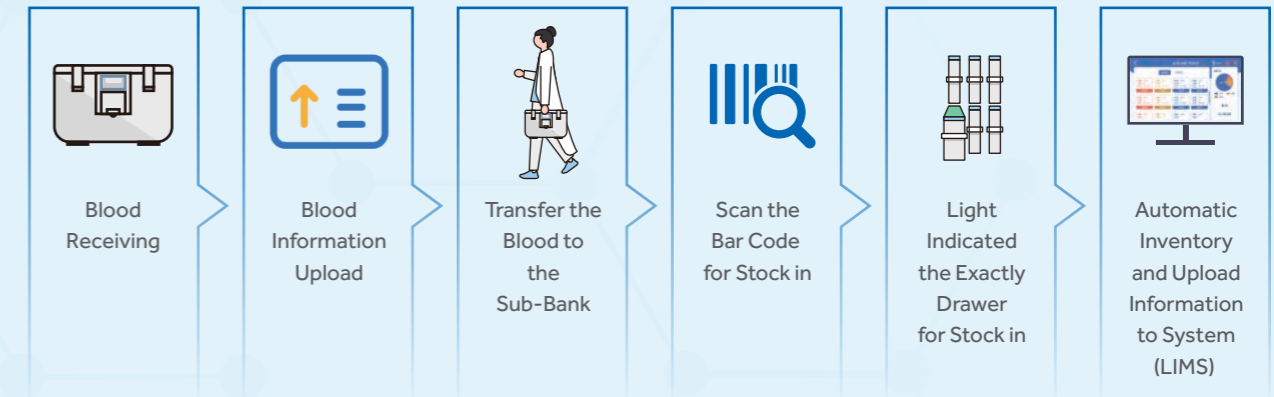 Blood
Receiving
Blood
Information
Upload
Transfer the
Blood to
the
Sub-Bank
Scan the
Bar Code
for Stock in
Light
Indicated
the Exactly
Drawer
for Stock in
Automatic
Inventory
and Upload
Information
to System
(LIMS)